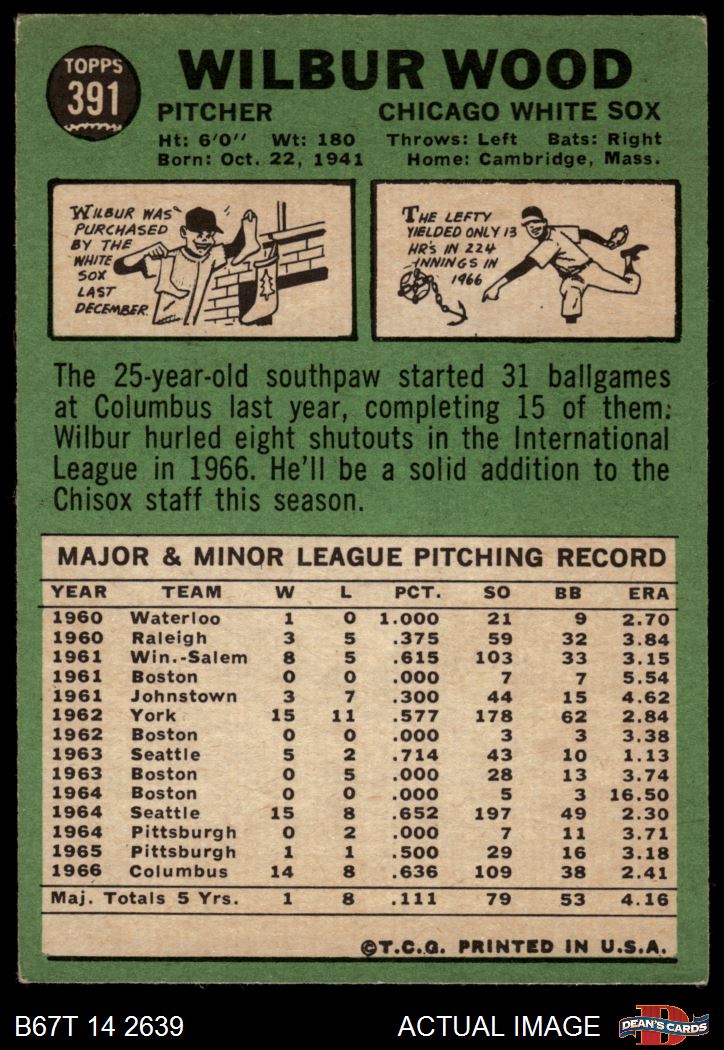 TOPPS
391
WILBUR WOOD
PITCHER CHICAGO WHITE SOX
Ht: 6'0" Wt: 180 Throws: Left Bats: Right
Born: Oct. 22, 1941 Home: Cambridge, Mass.
WILBUR WAS
PURCHASED
BY THE
WHITE
SOX
LAST
DECEMBER.
THE LEFTY
YIELDED ONLY 13
HR'S IN 224
INNINGS IN
1966
The 25-year-old southpaw started 31 ballgames
at Columbus last year, completing 15 of them.
Wilbur hurled eight shutouts in the International
League in 1966. He'll be a solid addition to the
Chisox staff this season.
MAJOR & MINOR LEAGUE PITCHING RECORD
YEAR TEAM W L PCT. SO BB ERA
1960 Waterloo 1 0 1.000 21 9 2.70
1960 Raleigh 3 5 .375 59 32 3.84
1961 Win.-Salem 8 5 .615 103 33 3.15
1961 Boston 0 0 .000 7 7 5.54
1961 Johnstown 3 7 .300 44 15 4.62
1962 York 15 11 .577 178 62 2.84
1962 Boston 0 0 .000 3 3 3.38
1963 Seattle 5 2 .714 43 10 1.13
1963 Boston 0 5 .000 28 13 3.74
1964 Boston 0 0 .000 5 3 16.50
1964 Seattle 15 8 .652 197 49 2.30
1964 Pittsburgh 0 2 .000 7 11 3.71
1965 Pittsburgh 1 1 .500 29 16 3.18
1966 Columbus 14 8 .636 109 38 2.41
Maj. Totals 5 Yrs. 1 8 .111 79 53 4.16
©T.C.G. PRINTED IN U.S.A.
B67T 14 2639 ACTUAL IMAGE
D
DEAN'S CARDS